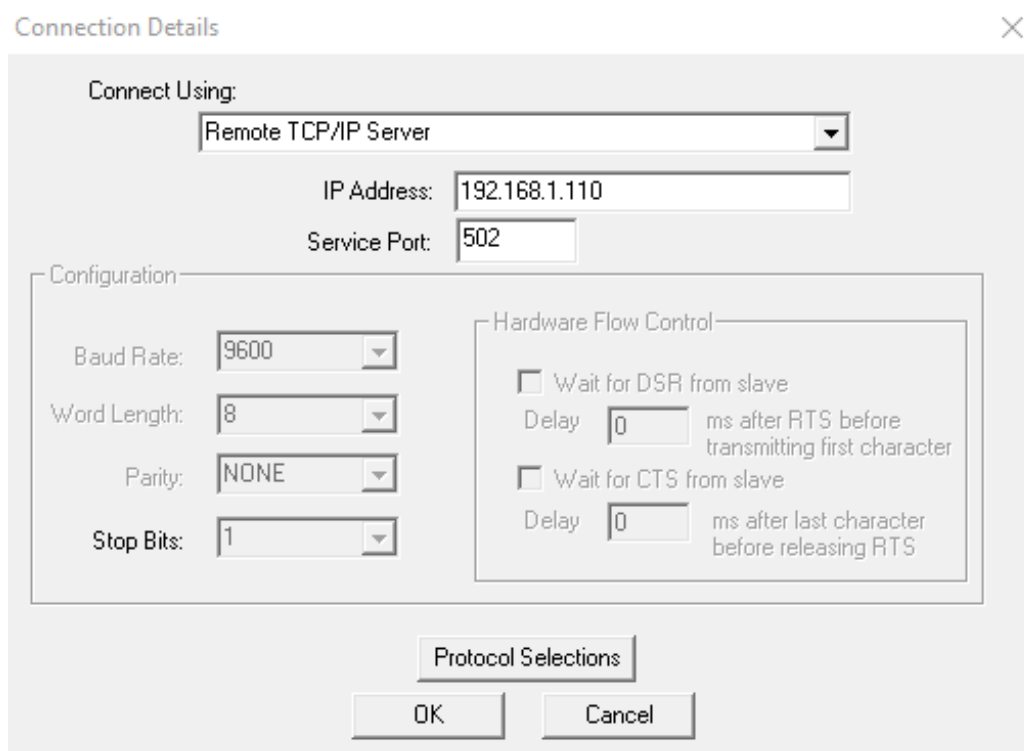 Connection Details
Connect Using:
Remote TCP/IP Server
IP Address: 192.168.1.110
Service Port: 502
Configuration
Baud Rate: 9600
Word Length: 8
Parity: NONE
Stop Bits: 1
Hardware Flow Control
Wait for DSR from slave
Delay 0 ms after RTS before
transmitting first character
Wait for CTS from slave
Delay 0 ms after last character
before releasing RTS
Protocol Selections
OK Cancel